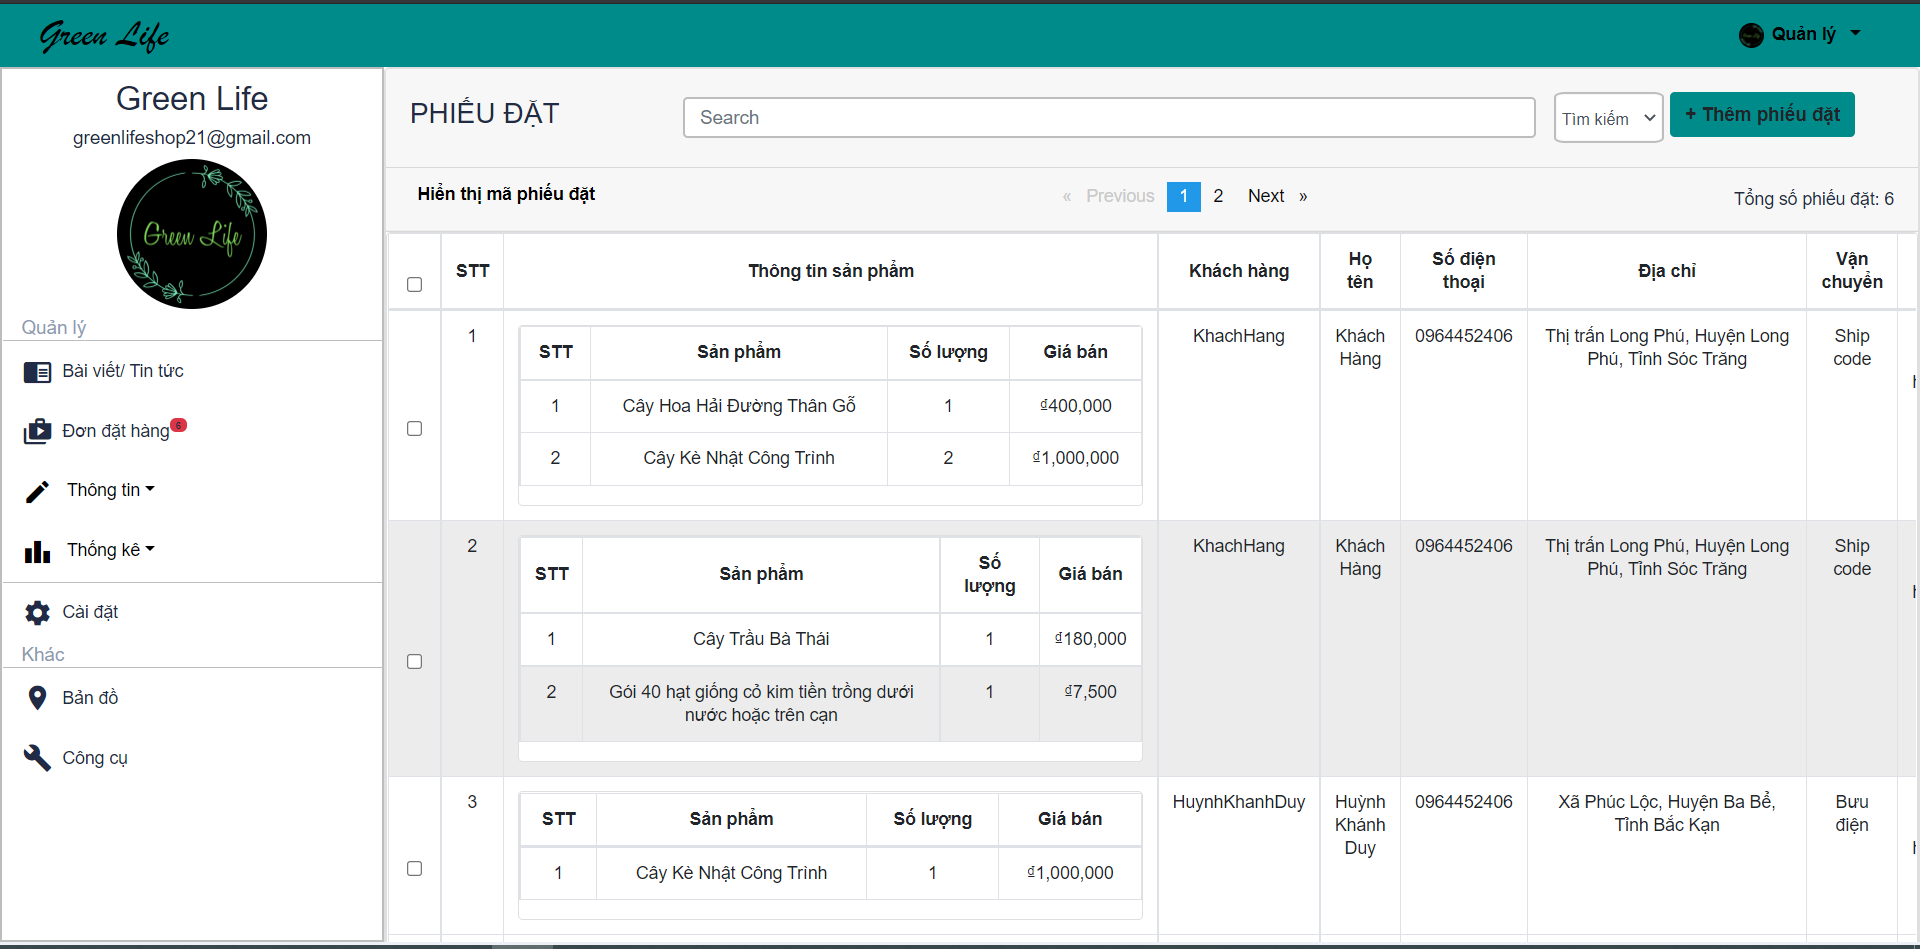 Green Life
Quản lý
Green Life
greenlifeshop21@gmail.com
Green Life
Quản lý
Bài viết/ Tin tức
Đơn đặt hàng 6
Thông tin
Thống kê
Cài đặt
Khác
Bản đồ
Công cụ
PHIẾU ĐẶT
Search
Tìm kiếm
+ Thêm phiếu đặt
Hiển thị mã phiếu đặt
« Previous 1 2 Next »
Tổng số phiếu đặt: 6
STT Thông tin sản phẩm Khách hàng Họ tên Số điện thoại Địa chỉ Vận chuyển
1
STT Sản phẩm Số lượng Giá bán
1 Cây Hoa Hải Đường Thân Gỗ 1 ₫400,000
2 Cây Kè Nhật Công Trình 2 ₫1,000,000
KhachHang
Khách
Hàng
0964452406
Thị trấn Long Phú, Huyện Long
Phú, Tỉnh Sóc Trăng
Ship
code
2
STT Sản phẩm Số lượng Giá bán
1 Cây Trầu Bà Thái 1 ₫180,000
2 Gói 40 hạt giống cỏ kim tiền trồng dưới
nước hoặc trên cạn
1 ₫7,500
KhachHang
Khách
Hàng
0964452406
Thị trấn Long Phú, Huyện Long
Phú, Tỉnh Sóc Trăng
Ship
code
3
STT Sản phẩm Số lượng Giá bán
1 Cây Kè Nhật Công Trình 1 ₫1,000,000
HuynhKhanhDuy
Huỳnh
Khánh
Duy
0964452406
Xã Phúc Lộc, Huyện Ba Bể,
Tỉnh Bắc Kạn
Bưu
điện